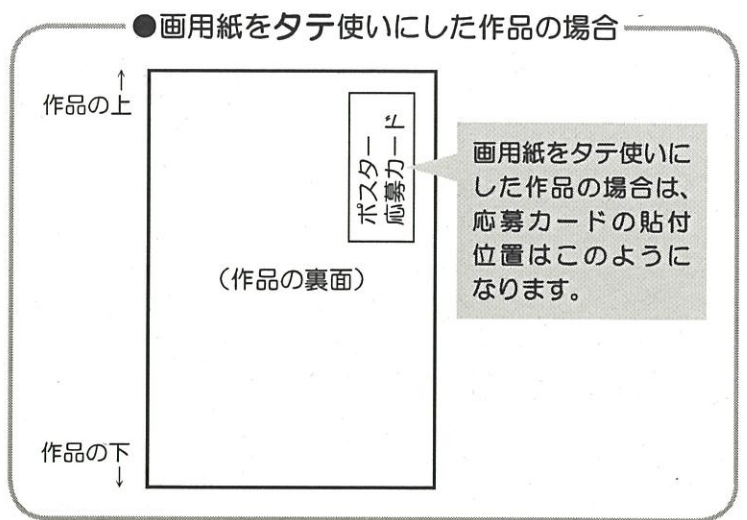 ●画用紙をタテ使いにした作品の場合
↑
作品の上
ポスター
応募カード
画用紙をタテ使いに
した作品の場合は、
応募カードの貼付
位置はこのように
なります。
（作品の裏面）
作品の下
↓